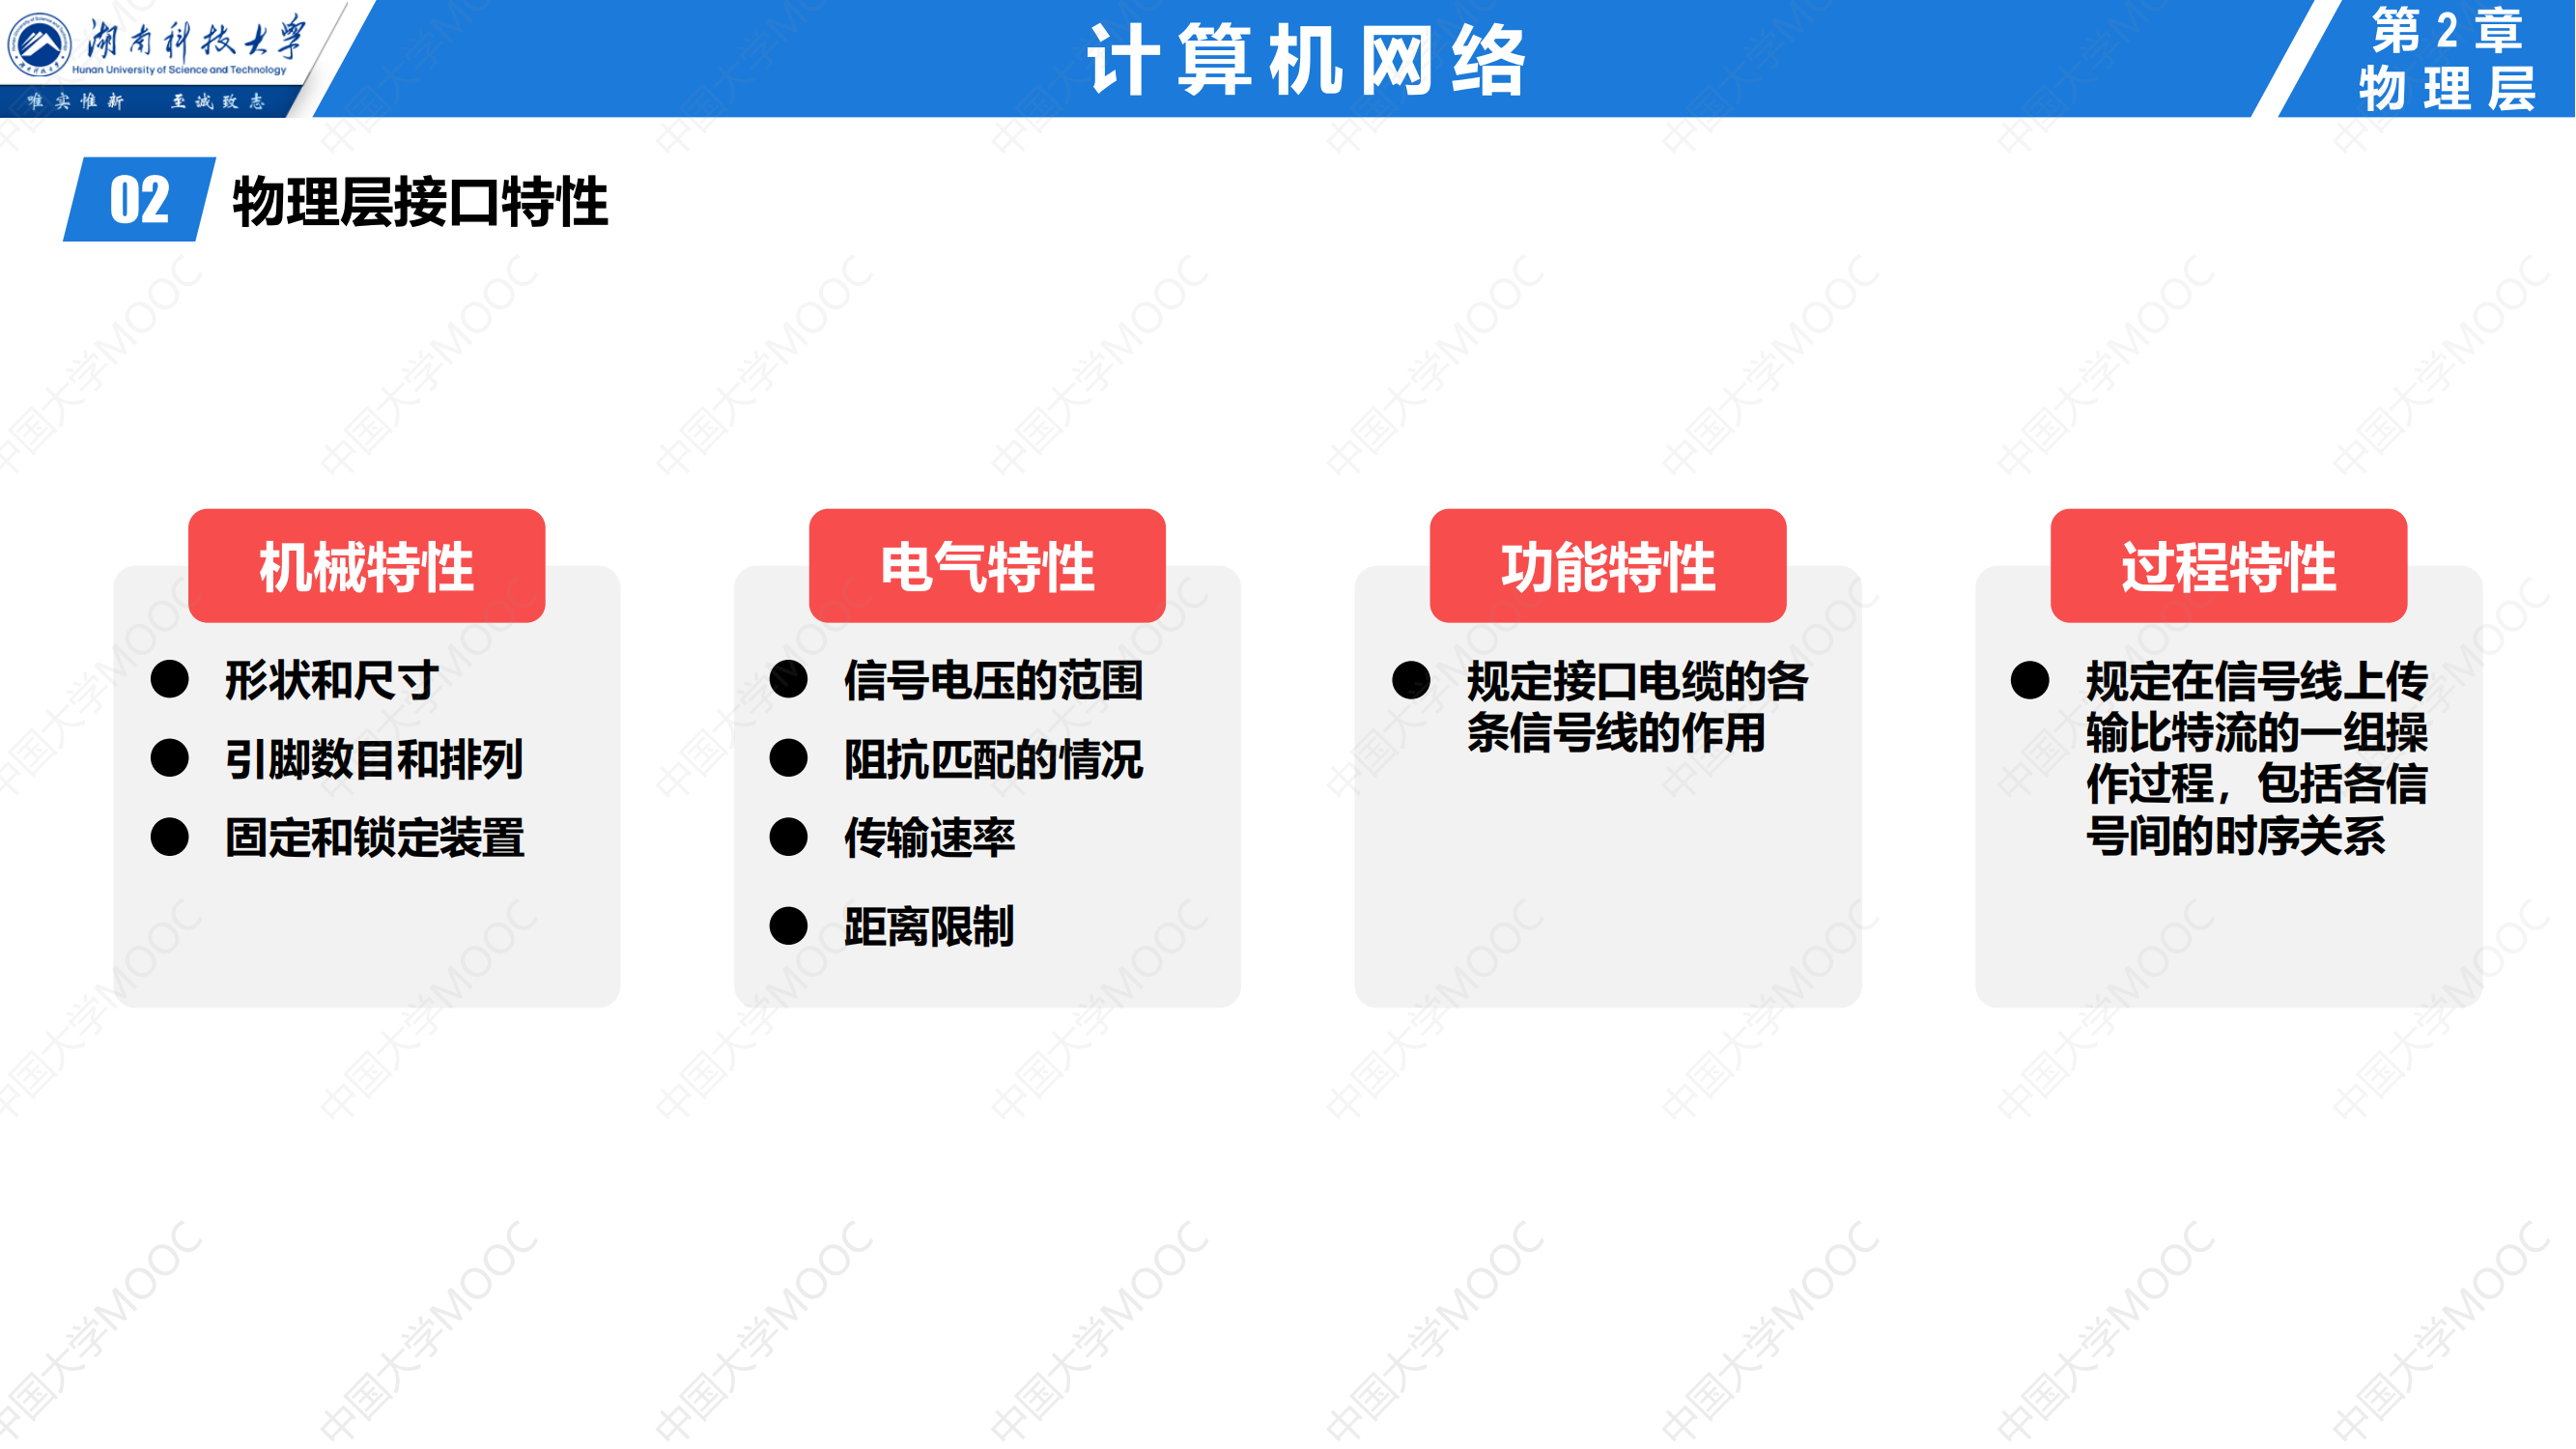 湖南科技大学
Hunan University of Science and Technology
唯实惟新 至诚致志
计算机网络
第2章
物理层
02 物理层接口特性
机械特性
形状和尺寸
引脚数目和排列
固定和锁定装置
电气特性
信号电压的范围
阻抗匹配的情况
传输速率
距离限制
功能特性
规定接口电缆的各
条信号线的作用
过程特性
规定在信号线上传
输比特流的一组操
作过程，包括各信
号间的时序关系
中国大学MOOC